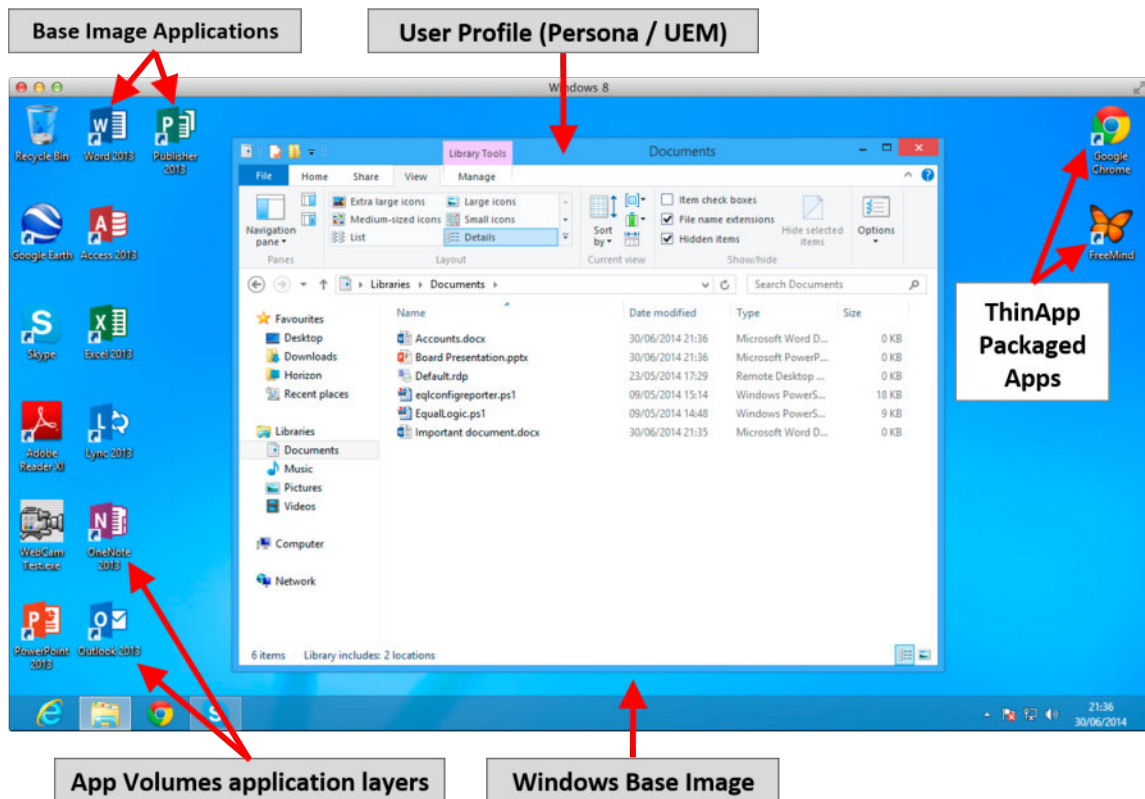 Base Image Applications
User Profile (Persona / UEM)
Windows 8
Recycle Bin
Word 2013
Publisher
2013
Google Earth
Access 2013
Skype
Excel 2013
Adobe
Reader XI
Lync 2013
WebCam
Test.exe
OneNote
2013
PowerPoint
2013
Outlook 2013
Library Tools
Documents
File
Home
Share
View
Manage
Navigation
pane
Panes
Extra large icons
Large icons
Medium-sized icons
Small icons
List
Details
Layout
Sort
by
Current view
Item check boxes
File name extensions
Hidden items
Hide selected
items
Show/hide
Options
Libraries
Documents
Search Documents
Favourites
Desktop
Downloads
Horizon
Recent places
Libraries
Documents
Music
Pictures
Videos
Computer
Network
Name Date modified Type Size
Accounts.docx 30/06/2014 21:36 Microsoft Word D... 0 KB
Board Presentation.pptx 30/06/2014 21:36 Microsoft PowerP... 0 KB
Default.rdp 23/05/2014 17:29 Remote Desktop ... 0 KB
eqlconfigreporter.ps1 09/05/2014 15:14 Windows PowerS... 18 KB
EqualLogic.ps1 09/05/2014 14:48 Windows PowerS... 9 KB
Important document.docx 30/06/2014 21:35 Microsoft Word D... 0 KB
6 items Library includes: 2 locations
Google
Chrome
FreeMind
ThinApp
Packaged
Apps
21:36
30/06/2014
App Volumes application layers
Windows Base Image